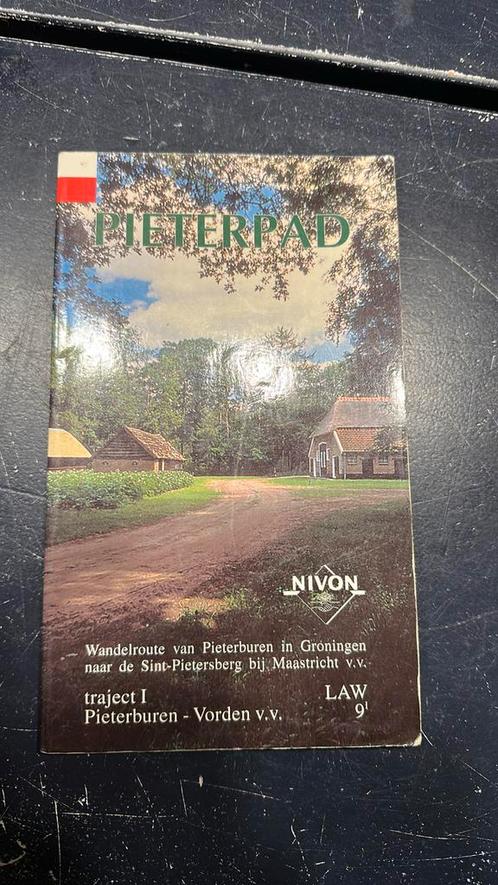 PIETERPAD
NIVON
Wandelroute van Pieterburen in Groningen
naar de Sint-Pietersberg bij Maastricht v.v.
traject I LAW
Pieterburen - Vorden v.v. 9¹